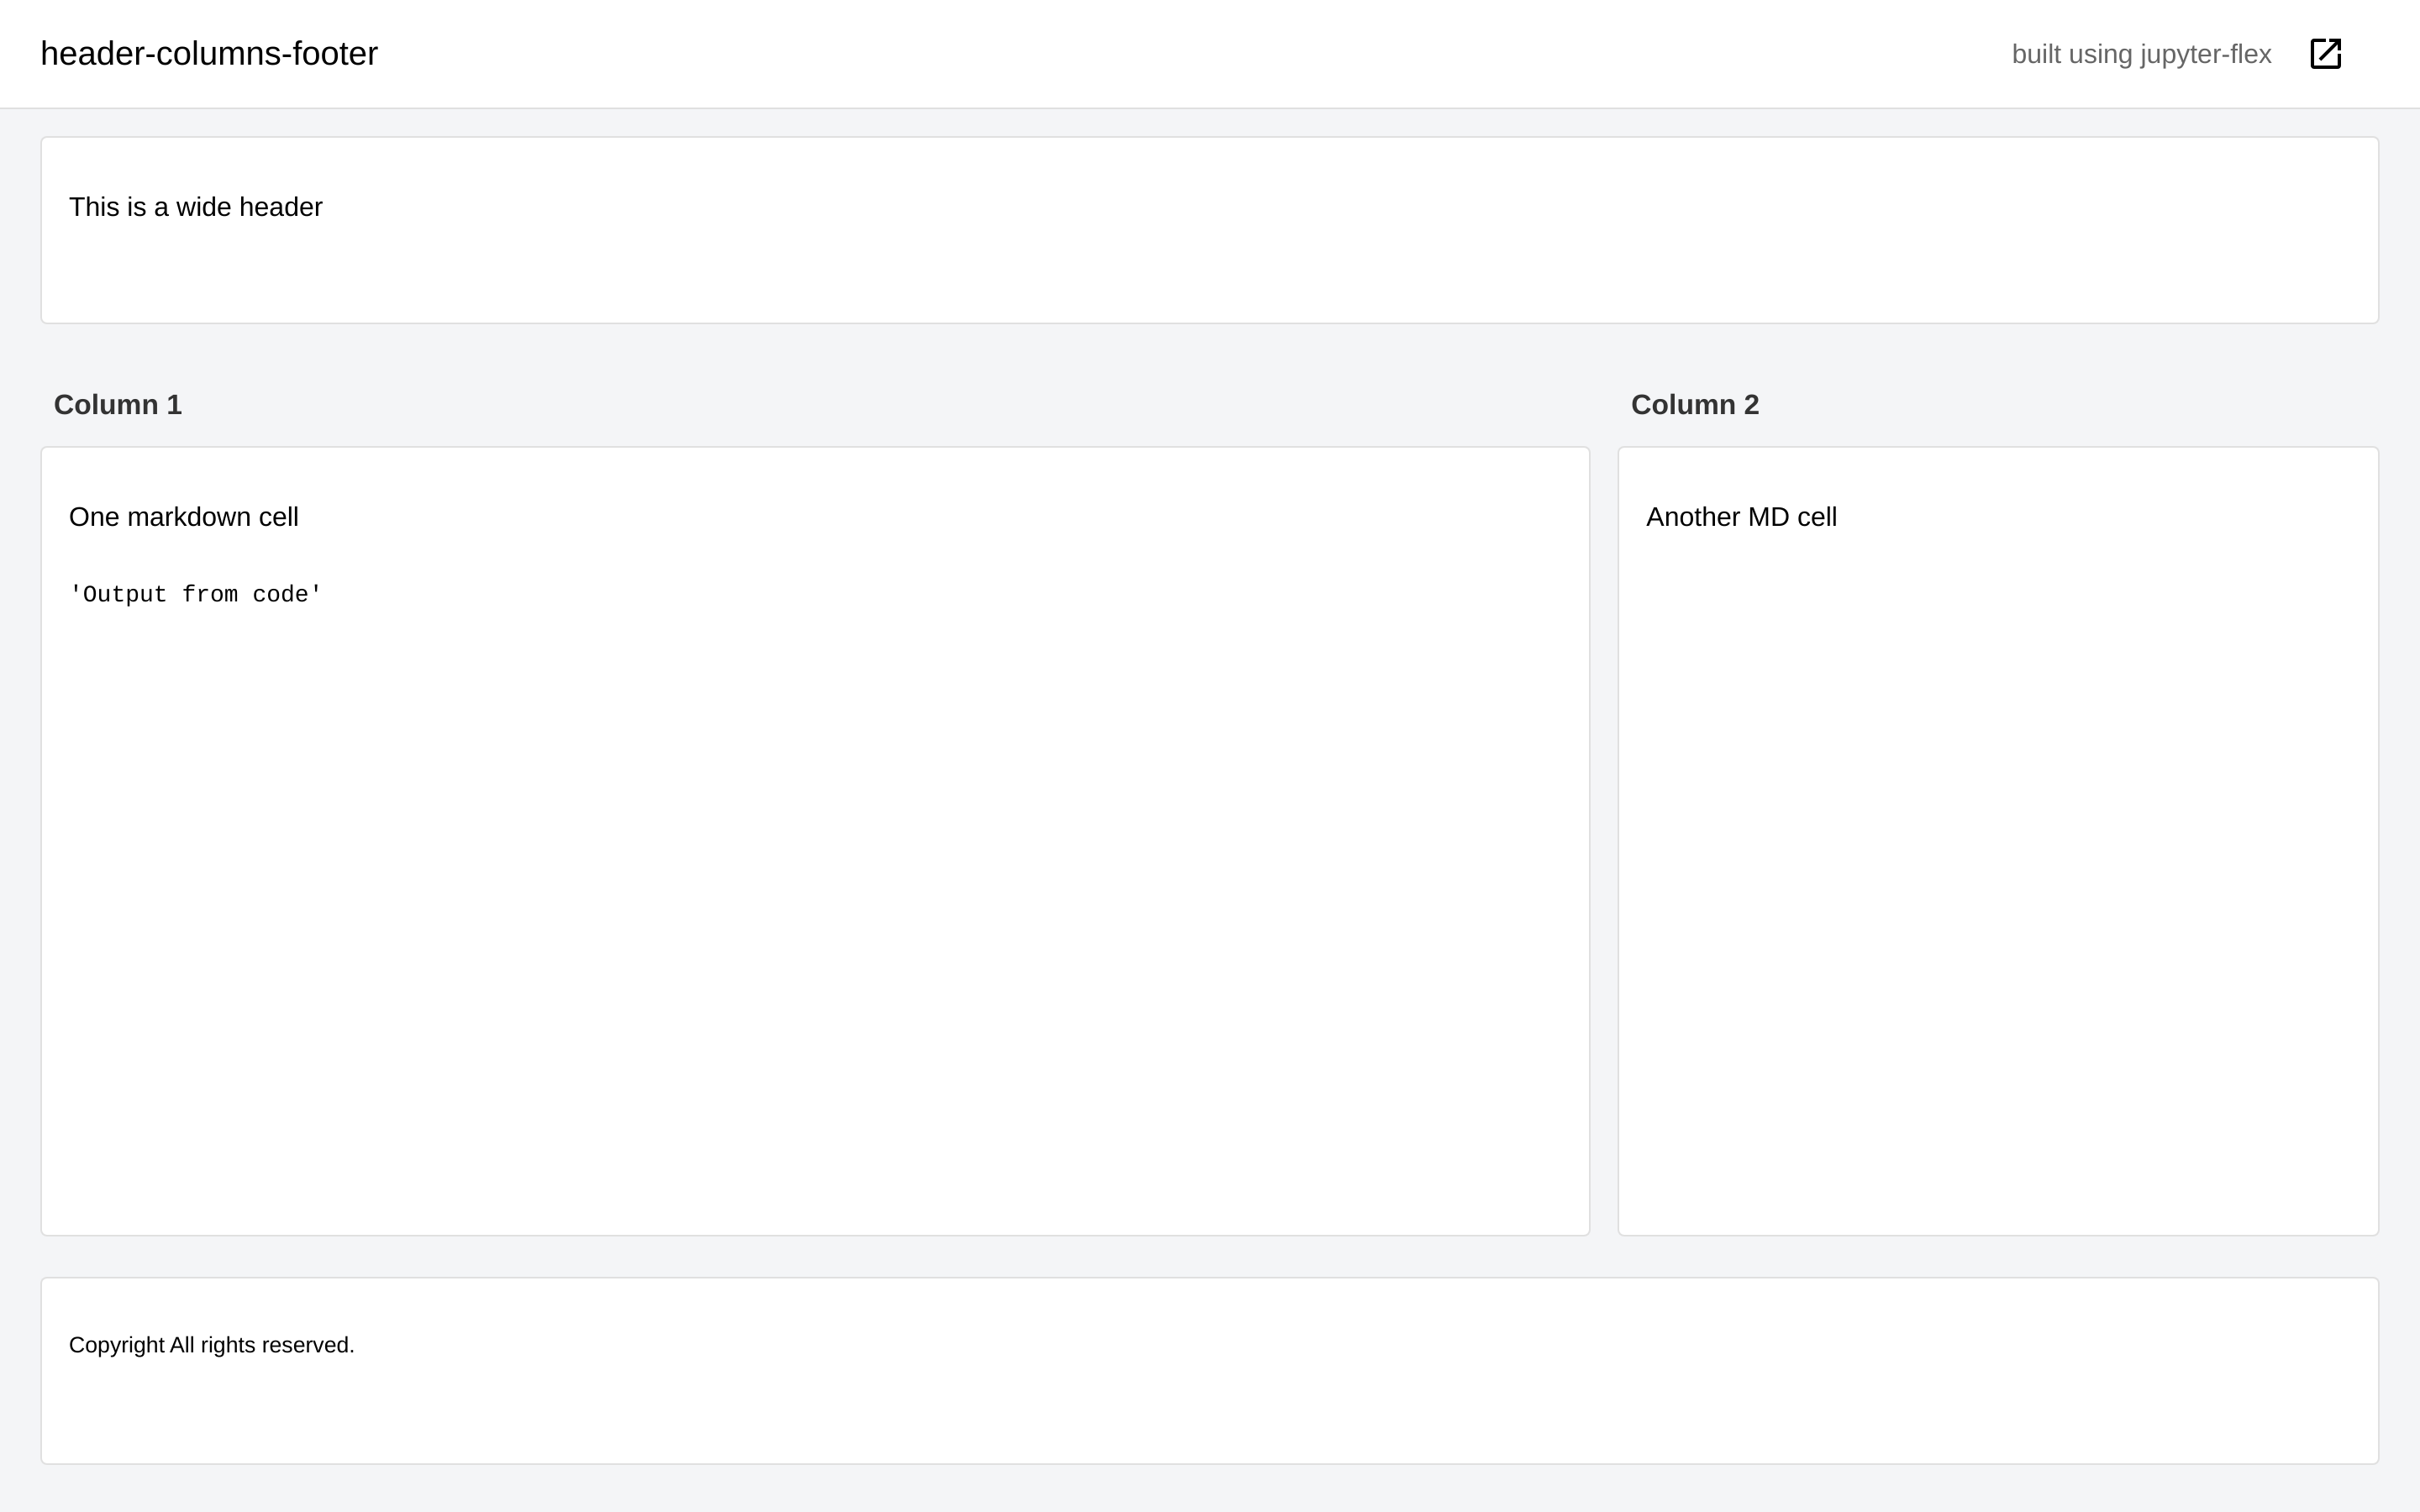 header-columns-footer
built using jupyter-flex
This is a wide header
Column 1
One markdown cell
'Output from code'
Column 2
Another MD cell
Copyright All rights reserved.